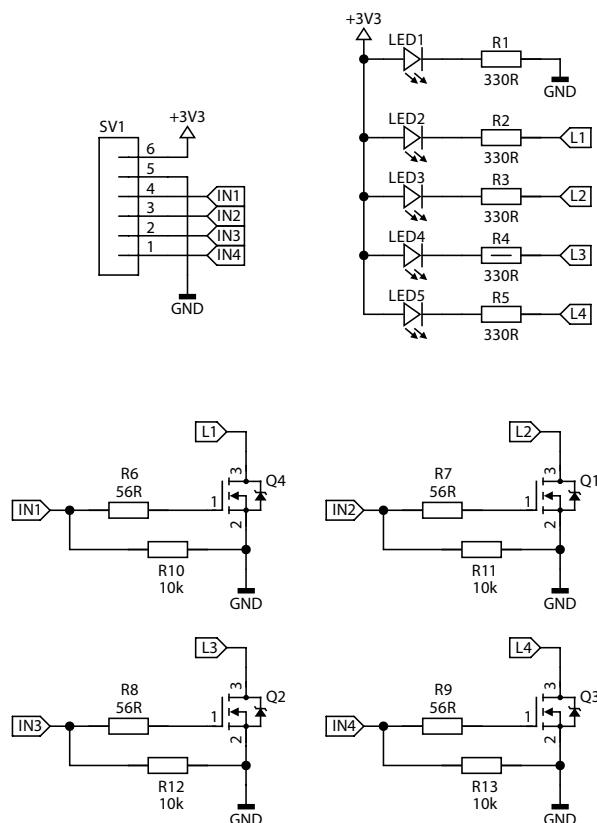 +3V3
LED1
R1
330R
GND
SV1
+3V3
6
5
4
3
2
1
IN1
IN2
IN3
IN4
GND
LED2
R2
330R
L1
LED3
R3
330R
L2
LED4
R4
330R
L3
LED5
R5
330R
L4
L1
R6
56R
3
Q4
1
IN1
2
R10
10k
GND
L2
R7
56R
3
Q1
1
IN2
2
R11
10k
GND
L3
R8
56R
3
Q2
1
IN3
2
R12
10k
GND
L4
R9
56R
3
Q3
1
IN4
2
R13
10k
GND